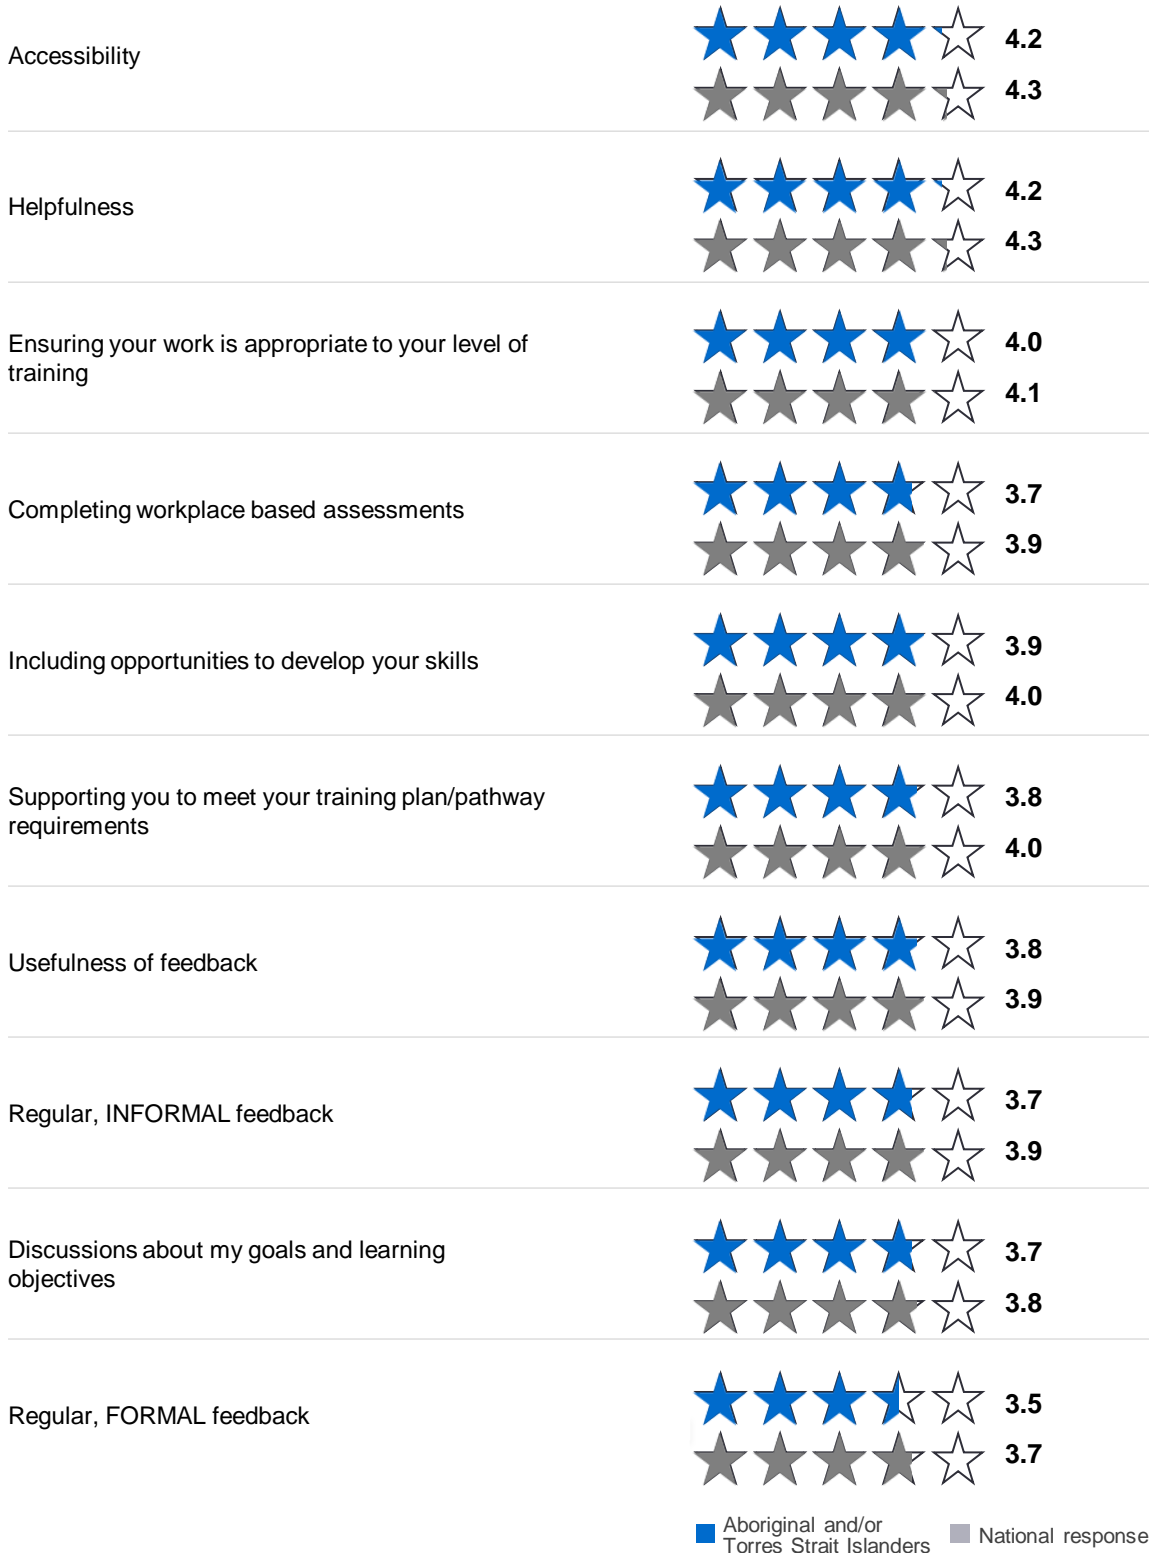 Accessibility
4.2
4.3
Helpfulness
4.2
4.3
Ensuring your work is appropriate to your level of
training
4.0
4.1
Completing workplace based assessments
3.7
3.9
Including opportunities to develop your skills
3.9
4.0
Supporting you to meet your training plan/pathway
requirements
3.8
4.0
Usefulness of feedback
3.8
3.9
Regular, INFORMAL feedback
3.7
3.9
Discussions about my goals and learning
objectives
3.7
3.8
Regular, FORMAL feedback
3.5
3.7
Aboriginal and/or
Torres Strait Islanders
National response